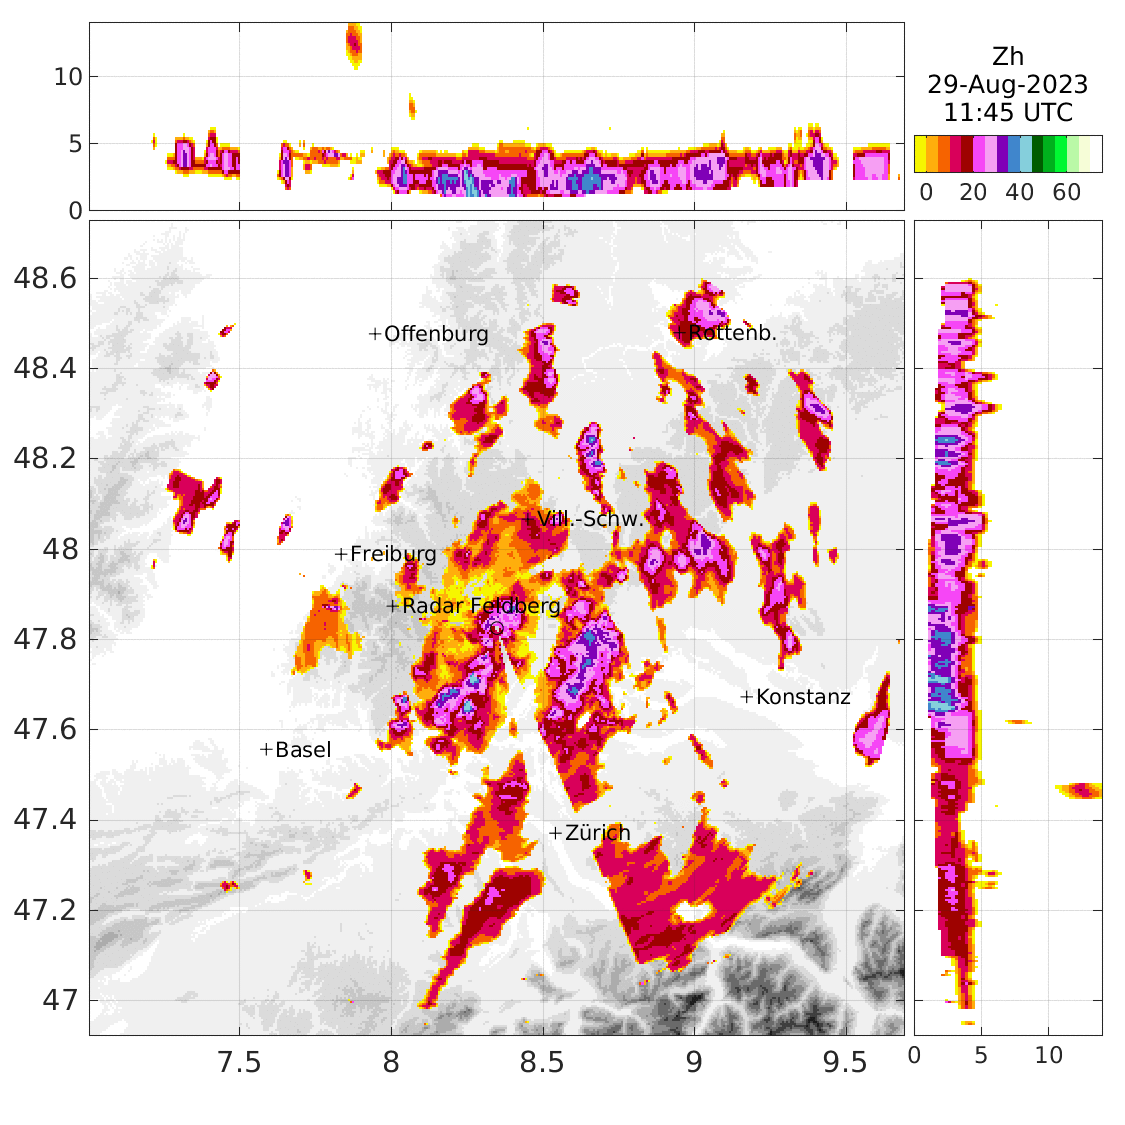 10
5
0
Zh
29-Aug-2023
11:45 UTC
0 20 40 60
48.6
+Offenburg
+Rottenb.
48.4
48.2
+Vill.-Schw.
48
+Freiburg
+Radar Feldberg
47.8
+Konstanz
47.6
+Basel
47.4
+Zürich
47.2
47
7.5 8 8.5 9 9.5
0 5 10